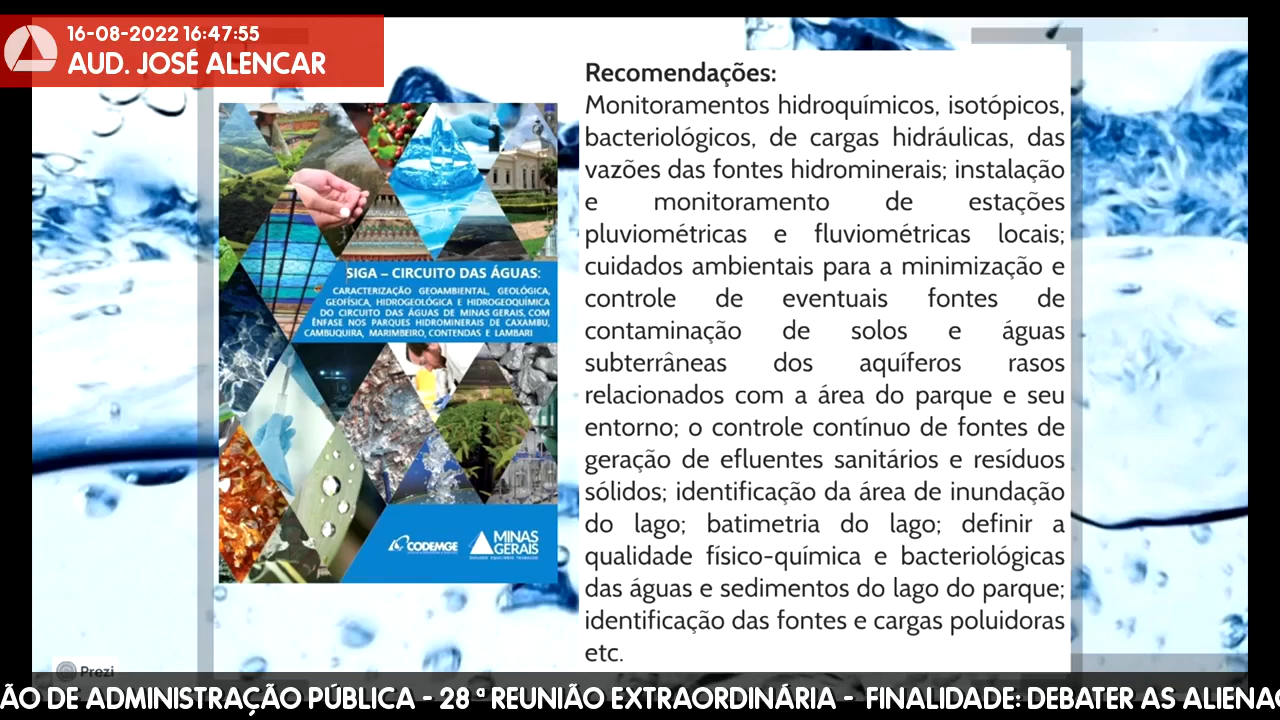 16-08-2022 16:47:55
AUD. JOSÉ ALENCAR
SIGA – CIRCUITO DAS ÁGUAS:
CARACTERIZAÇÃO GEOAMBIENTAL, GEOLÓGICA,
GEOFÍSICA, HIDROGEOLÓGICA E HIDROGEOQUÍMICA
DO CIRCUITO DAS ÁGUAS DE MINAS GERAIS, COM
ÊNFASE NOS PARQUES HIDROMINERAIS DE CAXAMBU,
CAMBUQUIRA, MARIMBEIRO, CONTENDAS E LAMBARI
CODEMGE
MINAS
GERAIS
Recomendações:
Monitoramentos hidroquímicos, isotópicos,
bacteriológicos, de cargas hidráulicas, das
vazões das fontes hidrominerais; instalação
e monitoramento de estações
pluviométricas e fluviométricas locais;
cuidados ambientais para a minimização e
controle de eventuais fontes de
contaminação de solos e águas
subterrâneas dos aquíferos rasos
relacionados com a área do parque e seu
entorno; o controle contínuo de fontes de
geração de efluentes sanitários e resíduos
sólidos; identificação da área de inundação
do lago; batimetria do lago; definir a
qualidade físico-química e bacteriológicas
das águas e sedimentos do lago do parque;
identificação das fontes e cargas poluidoras
etc.
Prezi
ÃO DE ADMINISTRAÇÃO PÚBLICA - 28ª REUNIÃO EXTRAORDINÁRIA - FINALIDADE: DEBATER AS ALIENAÇ